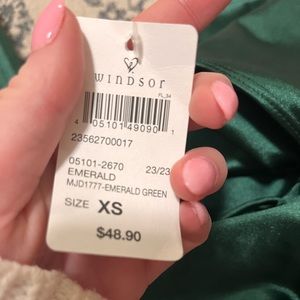 WINDSOR
FL_34
4 05101 49090 1
23562700017
05101-2670 23/23
EMERALD
MJD1777-EMERALD GREEN
SIZE XS
$48.90